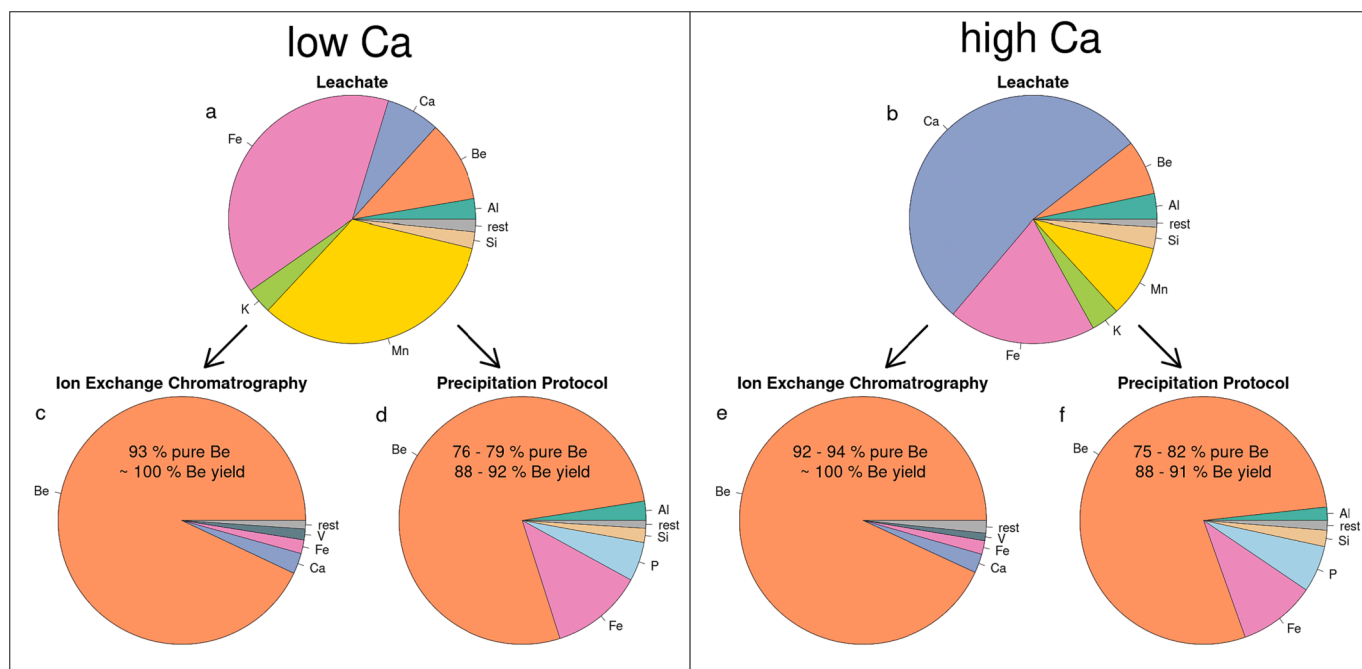 low Ca
Leachate
a
Ca
Fe
Be
Al
rest
Si
K
Mn
Ion Exchange Chromatography
c
93 % pure Be
~ 100 % Be yield
Be
rest
V
Fe
Ca
Precipitation Protocol
d
Be
76 - 79 % pure Be
88 - 92 % Be yield
Al
rest
Si
P
Fe
high Ca
Leachate
b
Ca
Be
Al
rest
Si
Mn
K
Fe
Ion Exchange Chromatography
e
92 - 94 % pure Be
~ 100 % Be yield
Be
rest
V
Fe
Ca
Precipitation Protocol
f
Be
75 - 82 % pure Be
88 - 91 % Be yield
Al
rest
Si
P
Fe